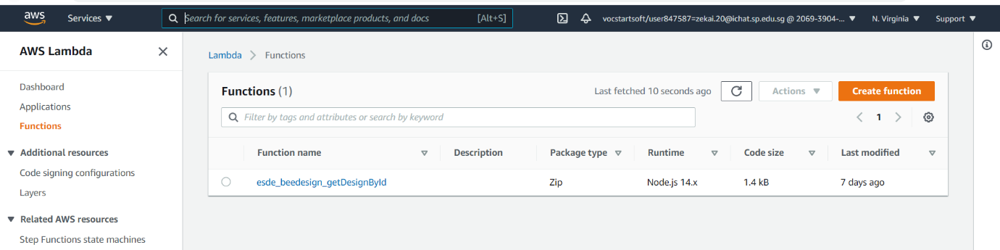 aws Services Search for services, features, marketplace products, and docs [Alt+S] vocstartsoft/user847587=zekai.20@ichat.sp.edu.sg @ 2069-3904-... N. Virginia Support
AWS Lambda
Dashboard
Applications
Functions
Additional resources
Code signing configurations
Layers
Related AWS resources
Step Functions state machines
Lambda Functions
Functions (1) Last fetched 10 seconds ago Actions Create function
Filter by tags and attributes or search by keyword 1
Function name Description Package type Runtime Code size Last modified
esde_beedesign_getDesignById Zip Node.js 14.x 1.4 kB 7 days ago